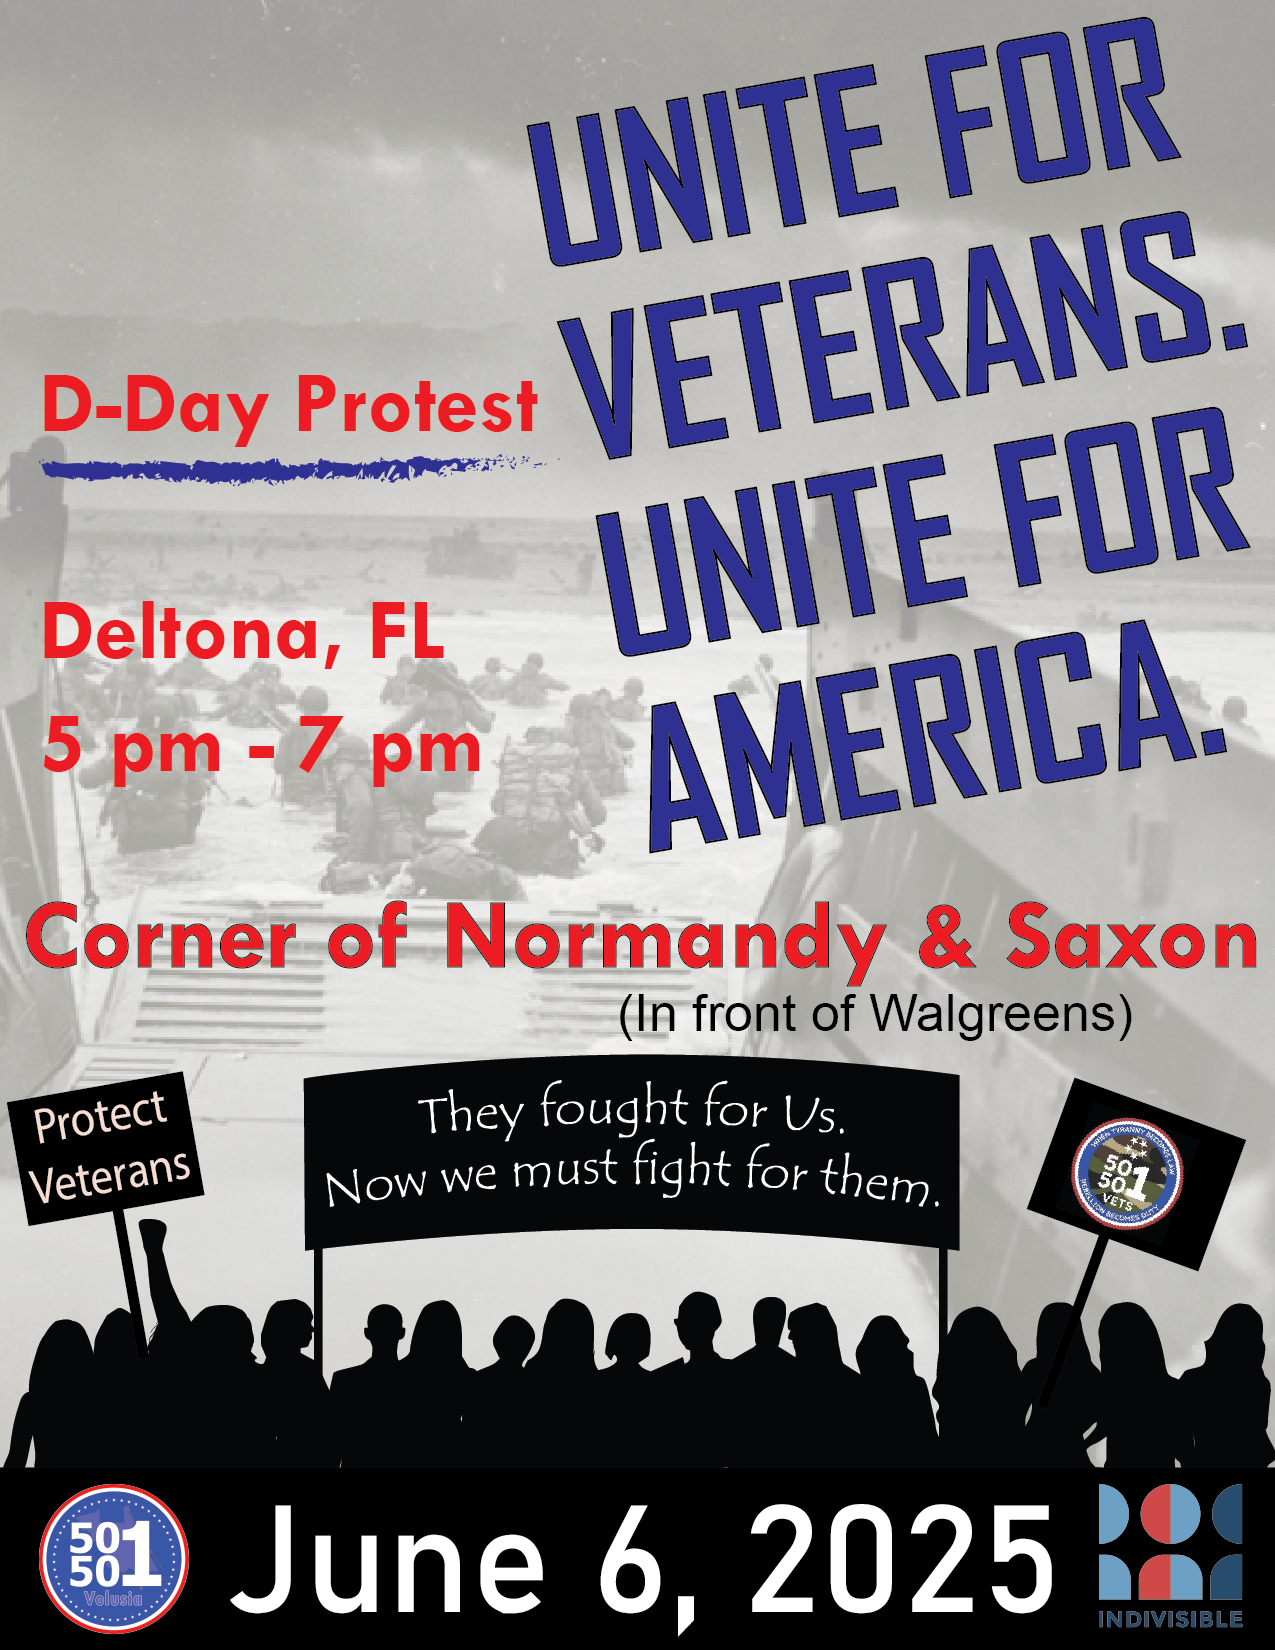 UNITE FOR
VETERANS.
UNITE FOR
AMERICA.
D-Day Protest
Deltona, FL
5 pm - 7 pm
Corner of Normandy & Saxon
(In front of Walgreens)
Protect
Veterans
They fought for Us.
Now we must fight for them.
WHEN TYRANNY BECOMES LAW
50
50
1
VETS
REBELLION BECOMES DUTY
50
50
1
Volusia
June 6, 2025
INDIVISIBLE